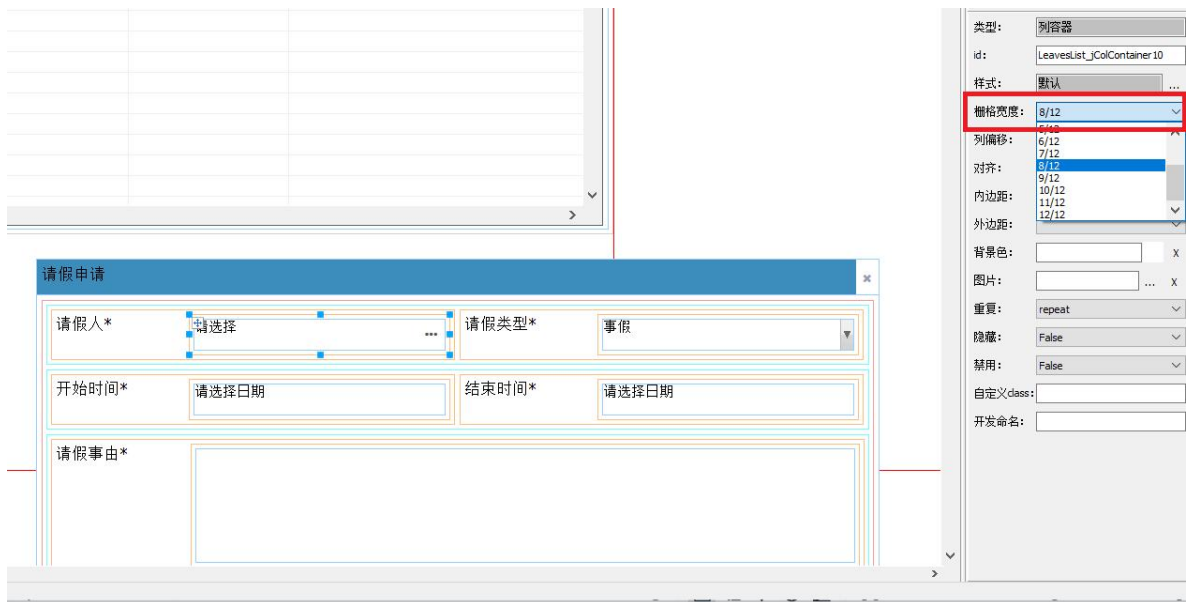 类型: 列容器
id: LeavesList_jColContainer10
样式: 默认 ...
栅格宽度: 8/12
5/12
列偏移: 6/12
7/12
对齐: 8/12
9/12
内边距: 10/12
11/12
外边距: 12/12
背景色: X
图片: ... X
重复: repeat
隐藏: False
禁用: False
自定义class:
开发命名:
请假申请
请假人* 请选择 ... 请假类型* 事假
开始时间* 请选择日期 结束时间* 请选择日期
请假事由*